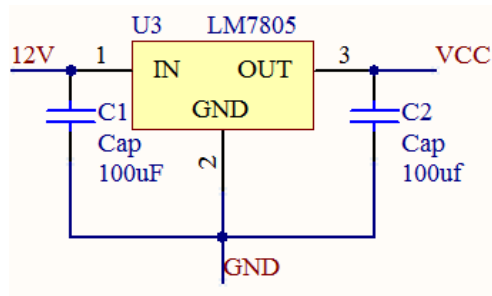 U3 LM7805
12V 1 IN OUT 3 VCC
GND
C1
Cap
100uF
2
C2
Cap
100uf
GND